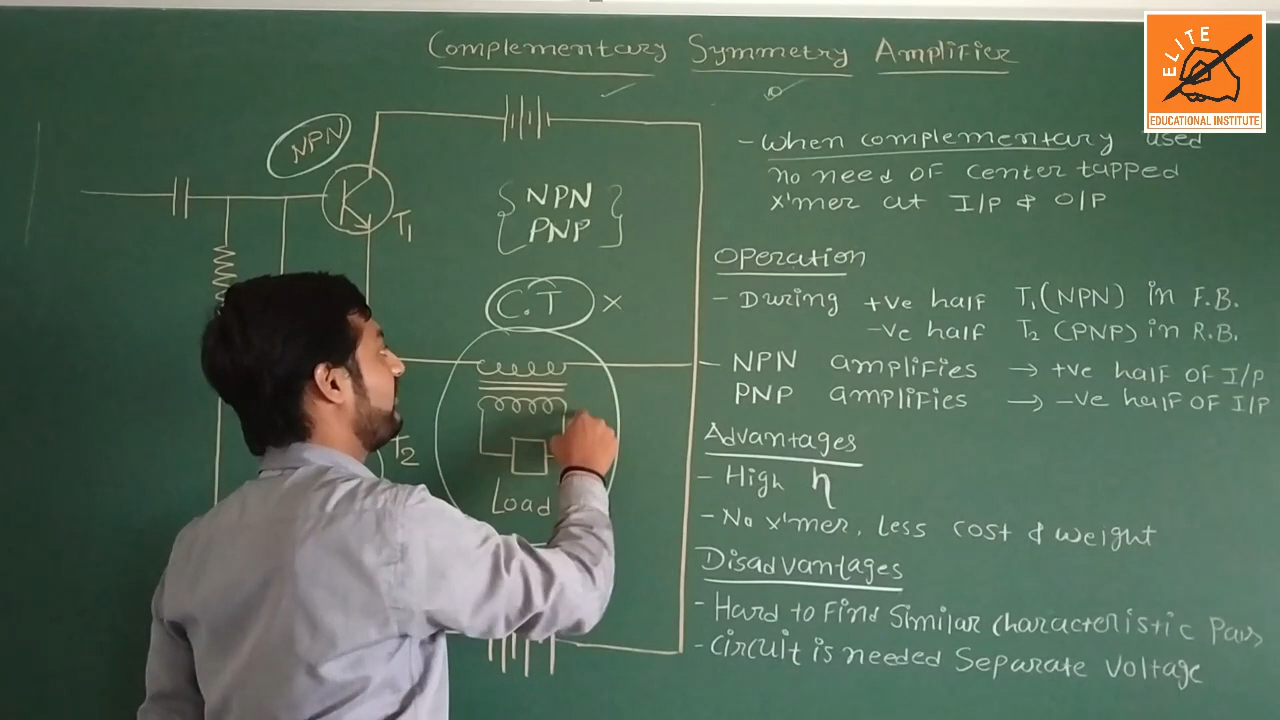 Complementary Symmetry Amplifier
ELITE
EDUCATIONAL INSTITUTE
NPN
T1
NPN
PNP
C.T ×
T2
Load
- When complementary used
no need of center tapped
x'mer at I/P & O/P
Operation
- During +ve half T1 (NPN) in F.B.
-ve half T2 (PNP) in R.B.
- NPN amplifies → +ve half of I/P
PNP amplifies → -ve half of I/P
Advantages
- High η
- No x'mer, Less cost & weight
Disadvantages
- Hard to Find Similar characteristic Pairs
- Circuit is needed Separate Voltage